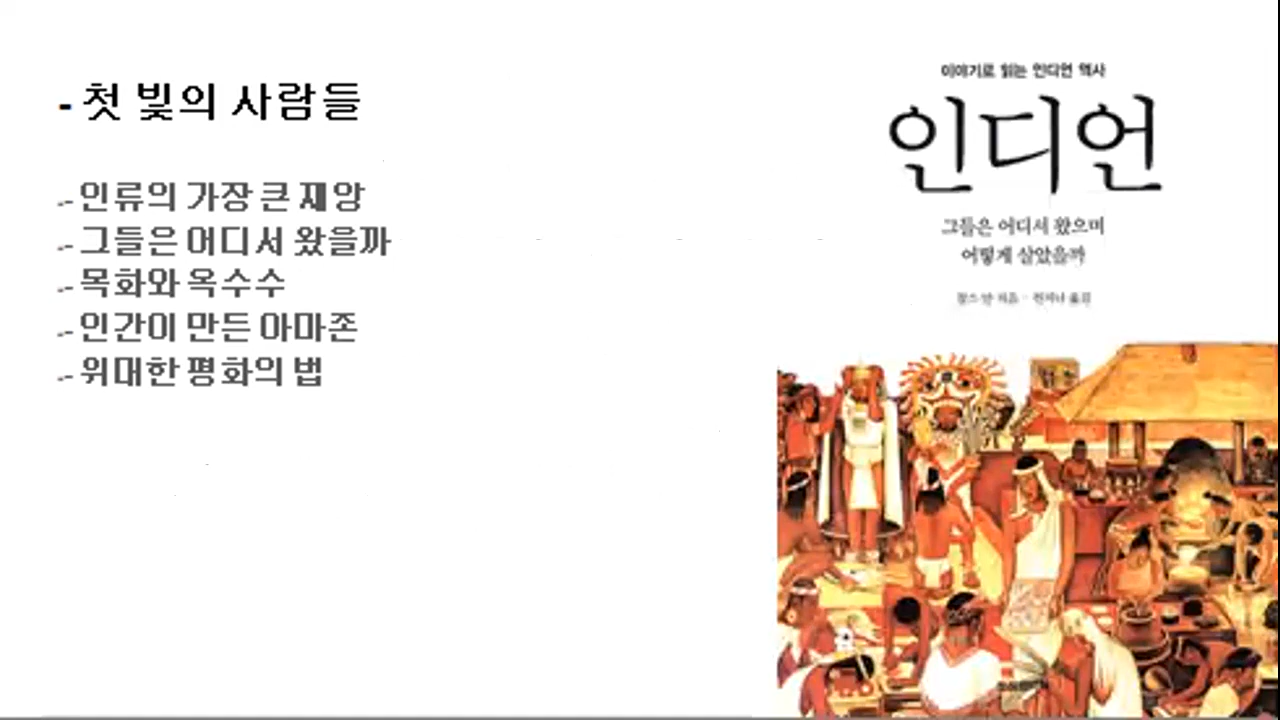 - 첫 빛의 사람들
- 인류의 가장 큰 재앙
- 그들은 어디서 왔을까
- 목화와 옥수수
- 인간이 만든 아마존
- 위대한 평화의 법
이야기로 읽는 인디언 역사
인디언
그들은 어디서 왔으며
어떻게 살았을까